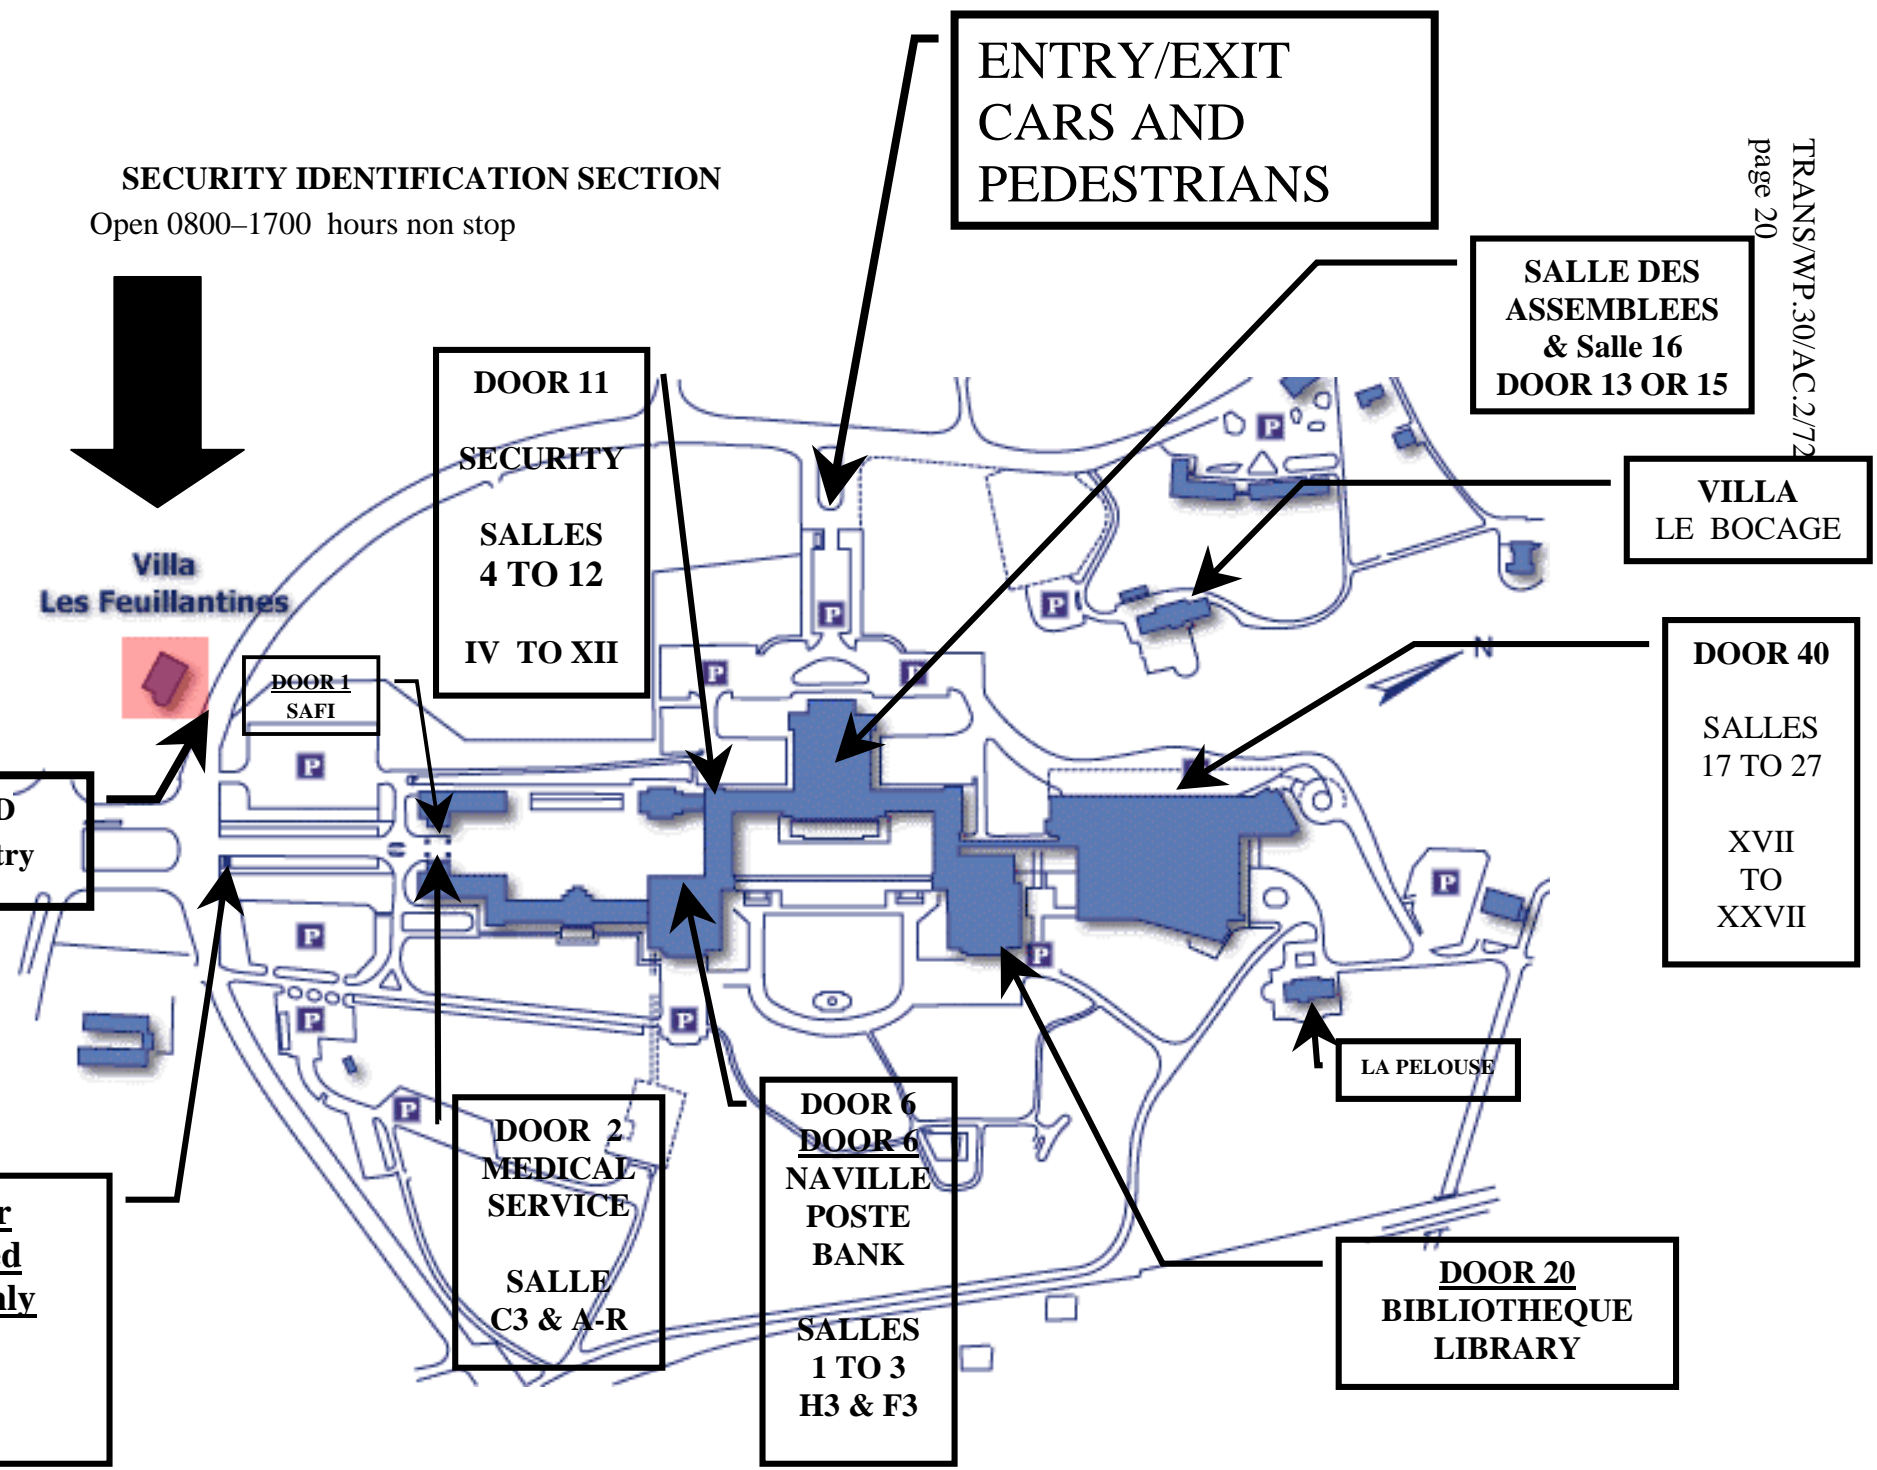 ENTRY/EXIT
CARS AND
PEDESTRIANS
TRANS/WP.30/AC.2/72
page 20
SECURITY IDENTIFICATION SECTION
Open 0800–1700 hours non stop
SALLE DES
ASSEMBLEES
& Salle 16
DOOR 13 OR 15
DOOR 11
SECURITY
SALLES
4 TO 12
IV TO XII
VILLA
LE BOCAGE
Villa
Les Feuillantines
DOOR 1
SAFI
N
DOOR 40
SALLES
17 TO 27
XVII
TO
XXVII
P
P
P
P
P
P
P
P
P
P
P
P
LA PELOUSE
DOOR 2
MEDICAL
SERVICE
SALLE
C3 & A-R
DOOR 6
DOOR 6
NAVILLE
POSTE
BANK
SALLES
1 TO 3
H3 & F3
DOOR 20
BIBLIOTHEQUE
LIBRARY